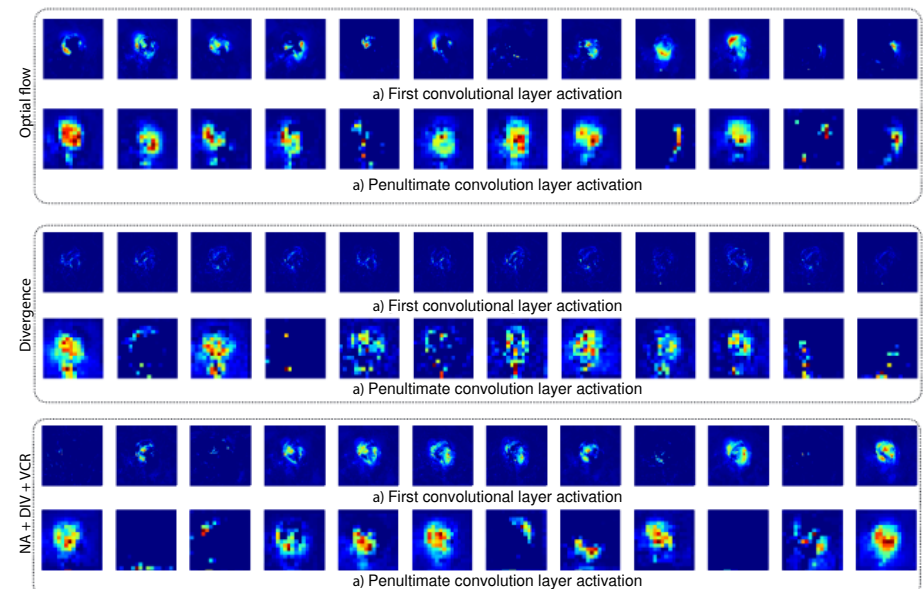 Optial flow
a) First convolutional layer activation
a) Penultimate convolution layer activation
Divergence
a) First convolutional layer activation
a) Penultimate convolution layer activation
NA + DIV + VCR
a) First convolutional layer activation
a) Penultimate convolution layer activation